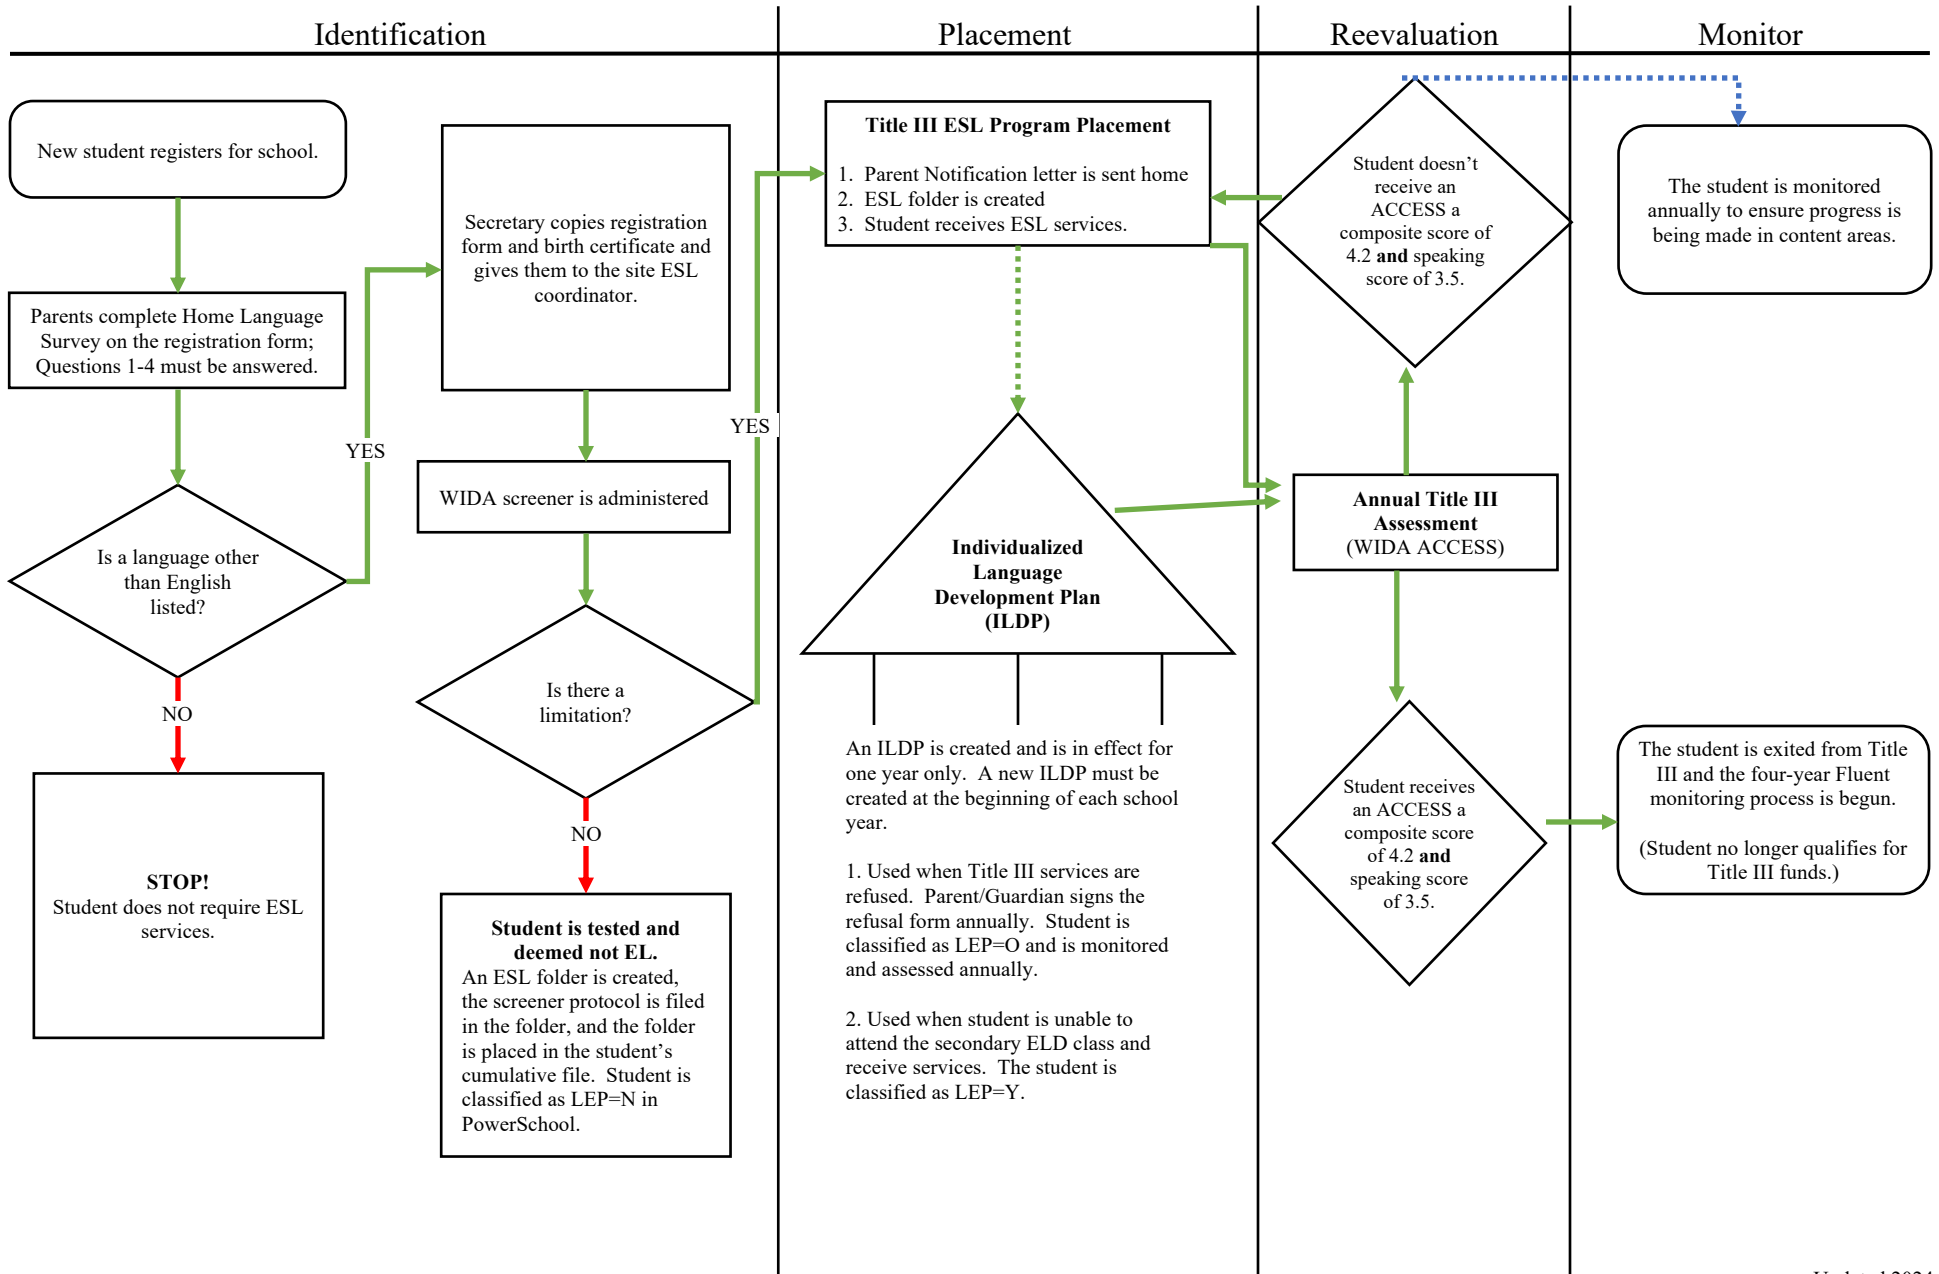 Identification
Placement
Reevaluation
Monitor
New student registers for school.
Parents complete Home Language
Survey on the registration form;
Questions 1-4 must be answered.
Is a language other
than English
listed?
YES
NO
STOP!
Student does not require ESL
services.
Secretary copies registration
form and birth certificate and
gives them to the site ESL
coordinator.
WIDA screener is administered
Is there a
limitation?
YES
NO
Student is tested and
deemed not EL.
An ESL folder is created,
the screener protocol is filed
in the folder, and the folder
is placed in the student’s
cumulative file.  Student is
classified as LEP=N in
PowerSchool.
Title III ESL Program Placement
1.  Parent Notification letter is sent home
2.  ESL folder is created
3.  Student receives ESL services.
Individualized
Language
Development Plan
(ILDP)
An ILDP is created and is in effect for
one year only.  A new ILDP must be
created at the beginning of each school
year.
1. Used when Title III services are
refused.  Parent/Guardian signs the
refusal form annually.  Student is
classified as LEP=O and is monitored
and assessed annually.
2. Used when student is unable to
attend the secondary ELD class and
receive services.  The student is
classified as LEP=Y.
Student doesn’t
receive an
ACCESS a
composite score of
4.2 and speaking
score of 3.5.
Annual Title III
Assessment
(WIDA ACCESS)
Student receives
an ACCESS a
composite score
of 4.2 and
speaking score
of 3.5.
The student is monitored
annually to ensure progress is
being made in content areas.
The student is exited from Title
III and the four-year Fluent
monitoring process is begun.
(Student no longer qualifies for
Title III funds.)
Updated 2024